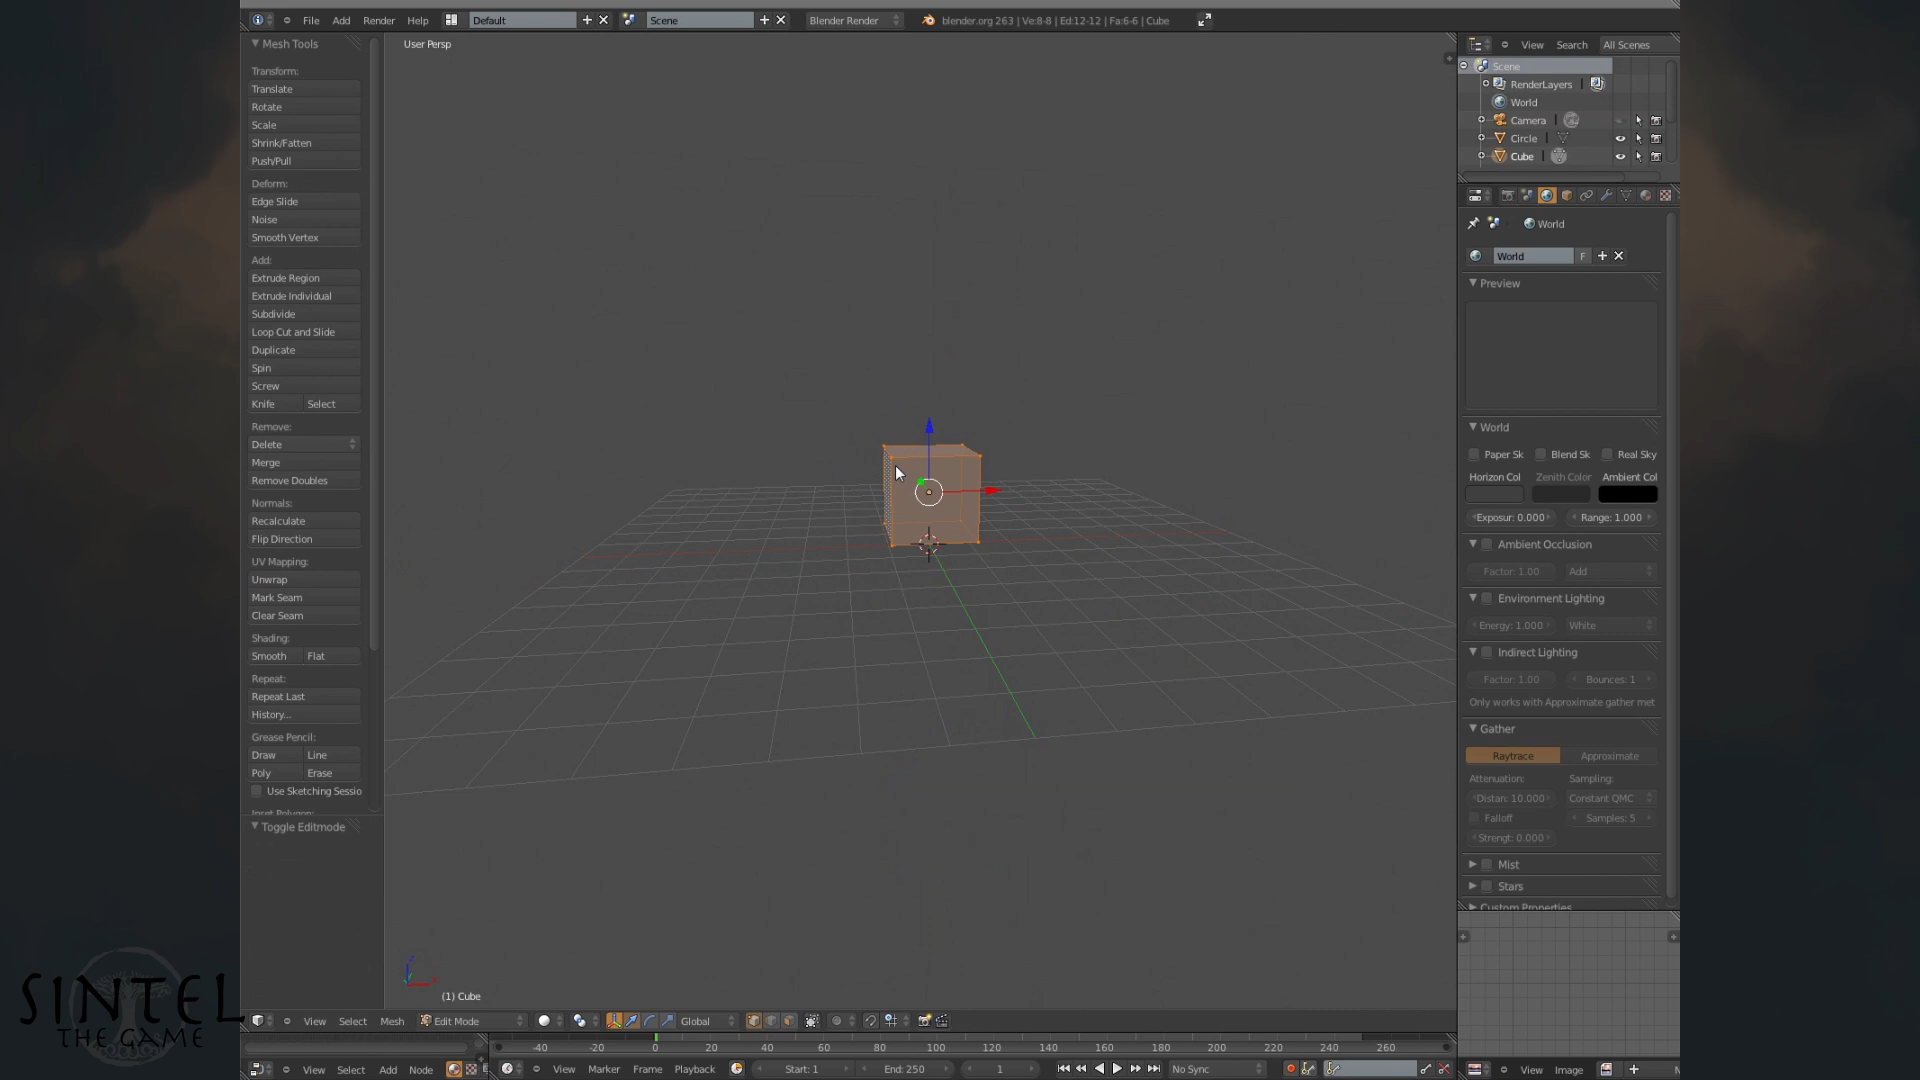 File Add Render Help Default Scene Blender Render blender.org 263 | Ve:8-8 | Ed:12-12 | Fa:6-6 | Cube
Mesh Tools
Transform:
Translate
Rotate
Scale
Shrink/Fatten
Push/Pull
Deform:
Edge Slide
Noise
Smooth Vertex
Add:
Extrude Region
Extrude Individual
Subdivide
Loop Cut and Slide
Duplicate
Spin
Screw
Knife Select
Remove:
Delete
Merge
Remove Doubles
Normals:
Recalculate
Flip Direction
UV Mapping:
Unwrap
Mark Seam
Clear Seam
Shading:
Smooth Flat
Repeat:
Repeat Last
History...
Grease Pencil:
Draw Line
Poly Erase
Use Sketching Sessio
Toggle Editmode
User Persp
(1) Cube
View Select Mesh Edit Mode Global
-40 -20 0 20 40 60 80 100 120 140 160 180 200 220 240 260
View Select Add Node View Marker Frame Playback Start: 1 End: 250 1 No Sync
View Search All Scenes
Scene
RenderLayers |
World
Camera |
Circle |
Cube |
World
World F
Preview
World
Paper Sk Blend Sk Real Sky
Horizon Col Zenith Color Ambient Col
Exposur: 0.000 Range: 1.000
Ambient Occlusion
Factor: 1.00 Add
Environment Lighting
Energy: 1.000 White
Indirect Lighting
Factor: 1.00 Bounces: 1
Only works with Approximate gather met
Gather
Raytrace Approximate
Attenuation: Sampling:
Distan: 10.000 Constant QMC
Falloff Samples: 5
Strengt: 0.000
Mist
Stars
Custom Properties
View Image
SINTEL
THE GAME